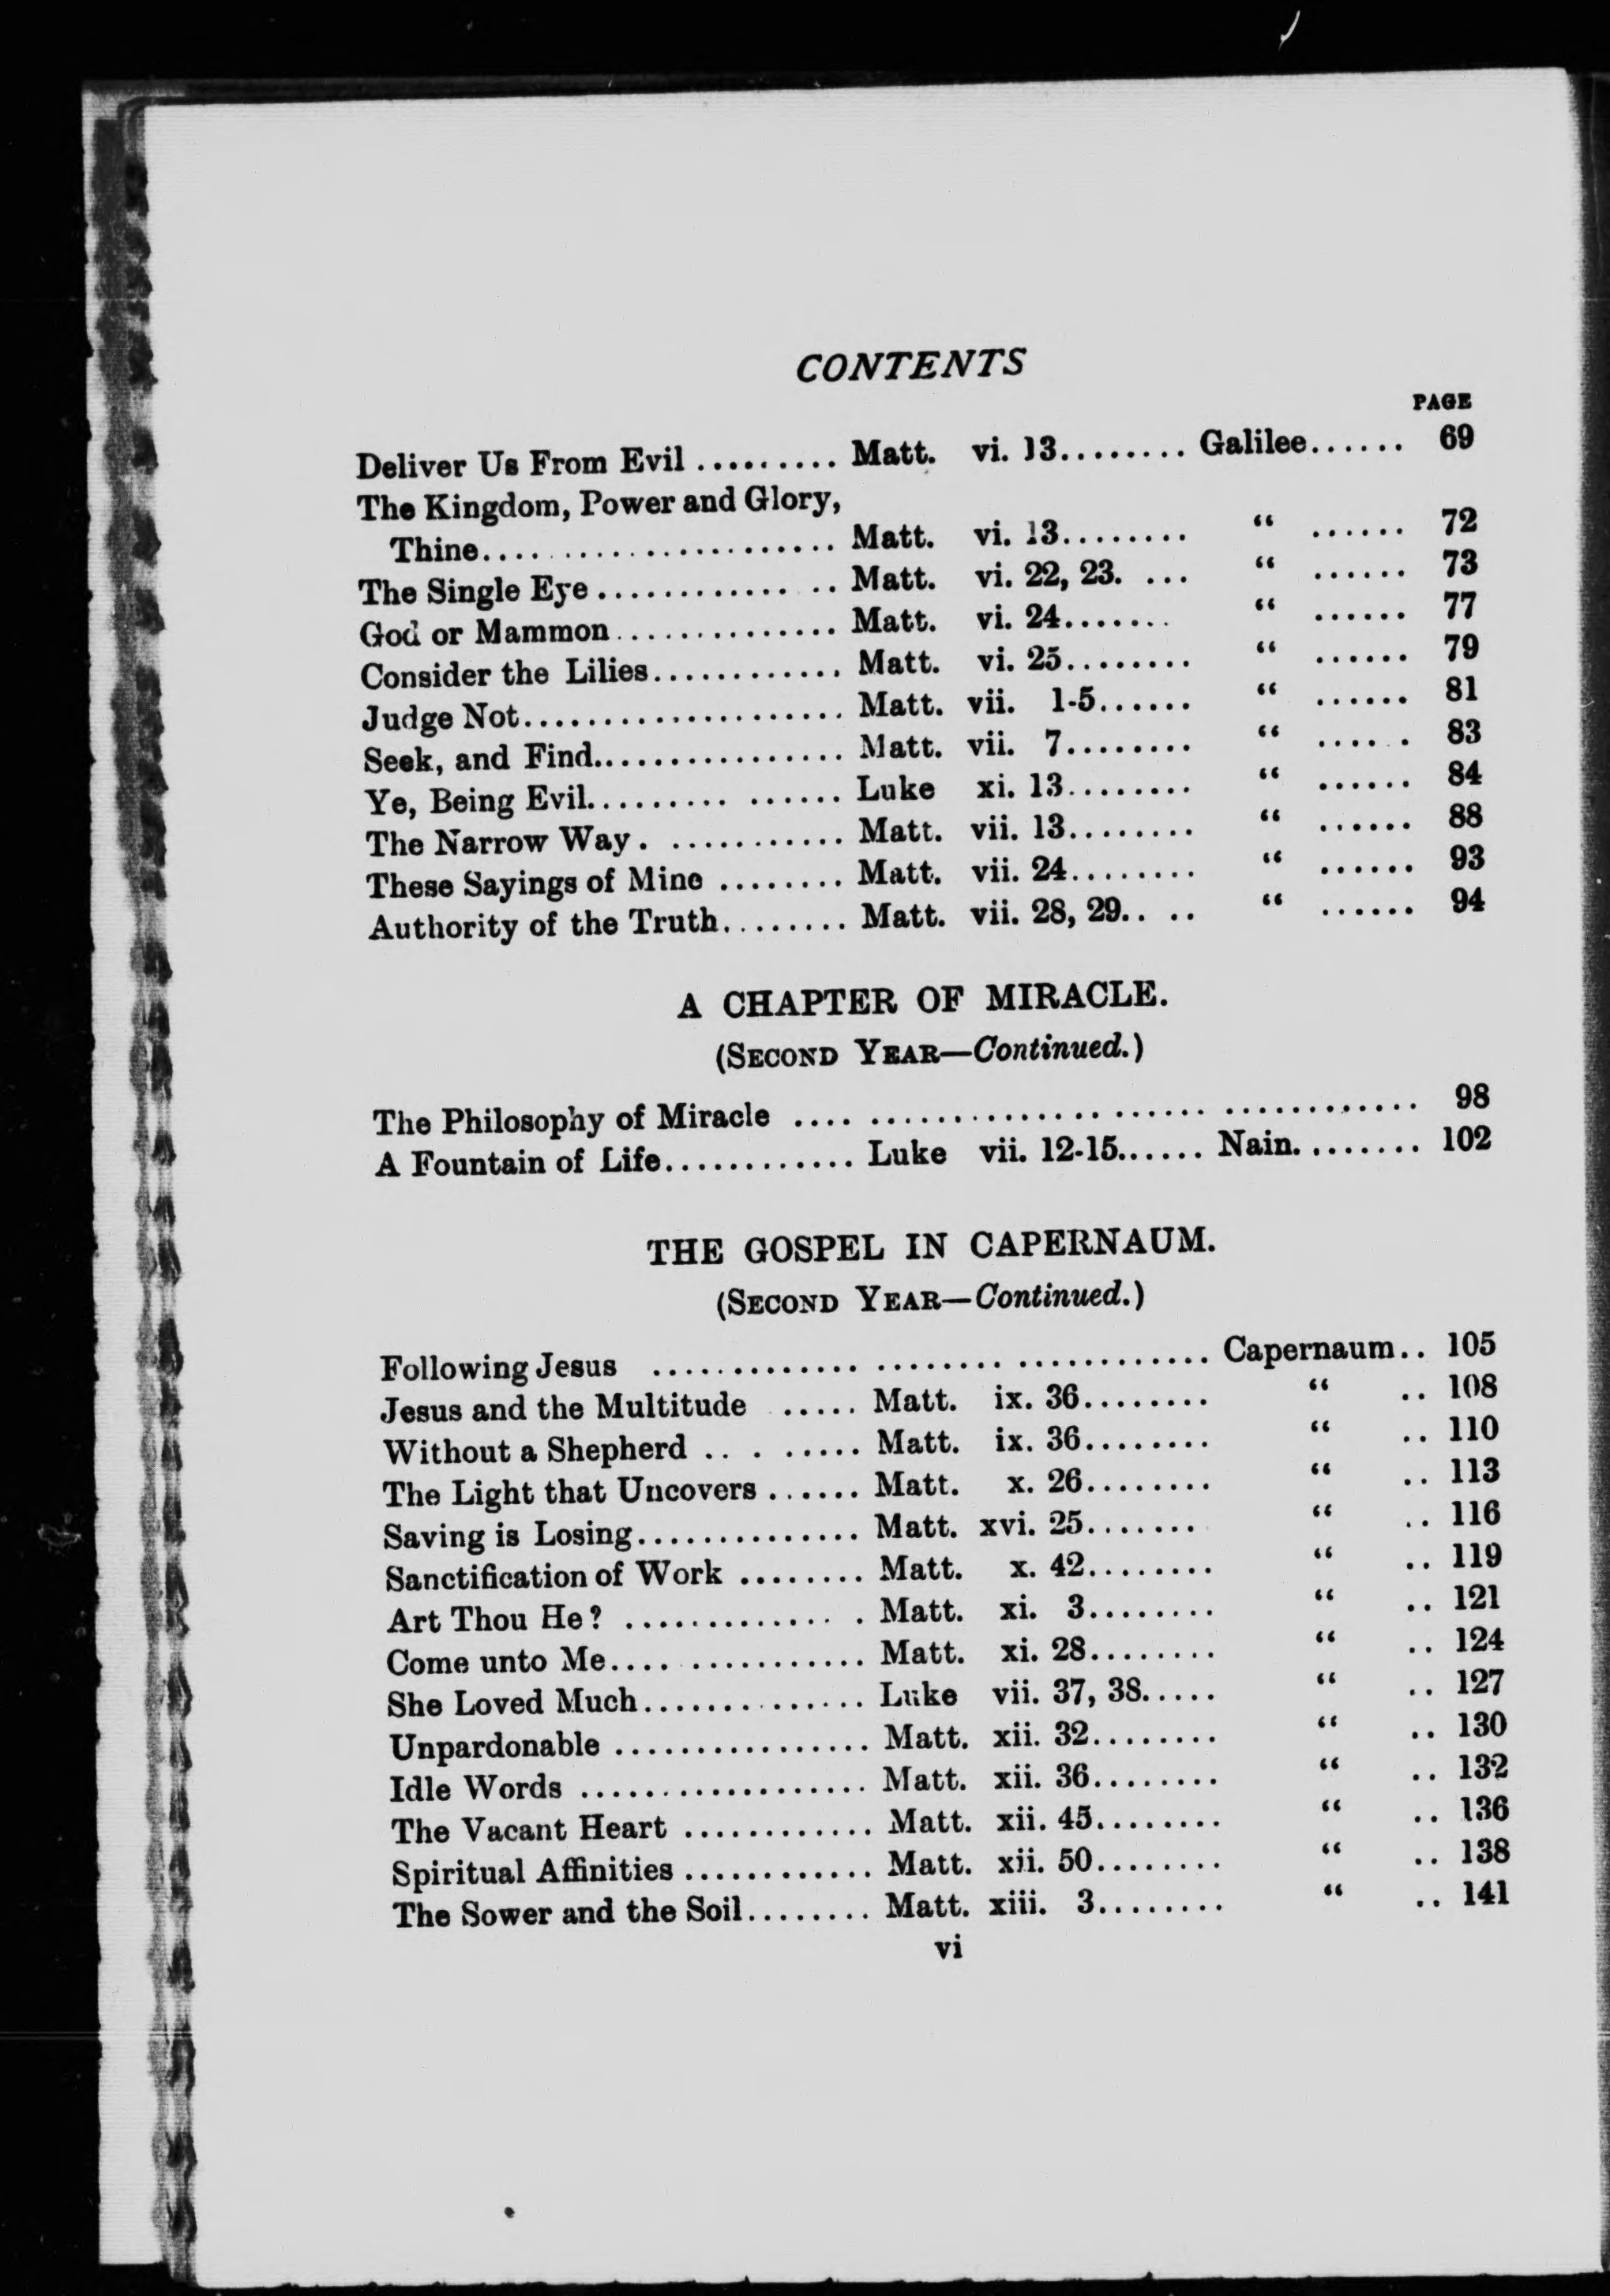 CONTENTS
PAGE
Deliver Us From Evil .......... Matt. vi. 13........ Galilee...... 69
The Kingdom, Power and Glory,
Thine....................... Matt. vi. 13........ “ ...... 72
The Single Eye ............. .. Matt. vi. 22, 23. ... “ ...... 73
God or Mammon .............. Matt. vi. 24....... “ ...... 77
Consider the Lilies............ Matt. vi. 25........ “ ...... 79
Judge Not.................... Matt. vii. 1-5...... “ ...... 81
Seek, and Find................ Matt. vii. 7........ “ ...... 83
Ye, Being Evil......... ...... Luke xi. 13........ “ ...... 84
The Narrow Way. ........... Matt. vii. 13........ “ ...... 88
These Sayings of Mine ........ Matt. vii. 24........ “ ...... 93
Authority of the Truth........ Matt. vii. 28, 29.. .. “ ...... 94
A CHAPTER OF MIRACLE.
(SECOND YEAR—Continued.)
The Philosophy of Miracle .... .............. ...... ............ 98
A Fountain of Life............ Luke vii. 12-15...... Nain. ....... 102
THE GOSPEL IN CAPERNAUM.
(SECOND YEAR—Continued.)
Following Jesus ............. ........ ............ Capernaum.. 105
Jesus and the Multitude ..... Matt. ix. 36........ “ .. 108
Without a Shepherd .. . ..... Matt. ix. 36........ “ .. 110
The Light that Uncovers ...... Matt. x. 26........ “ .. 113
Saving is Losing.............. Matt. xvi. 25....... “ .. 116
Sanctification of Work ........ Matt. x. 42........ “ .. 119
Art Thou He? ............. . Matt. xi. 3........ “ .. 121
Come unto Me.... ........... Matt. xi. 28........ “ .. 124
She Loved Much.............. Luke vii. 37, 38..... “ .. 127
Unpardonable ................ Matt. xii. 32........ “ .. 130
Idle Words .................. Matt. xii. 36........ “ .. 132
The Vacant Heart ............ Matt. xii. 45........ “ .. 136
Spiritual Affinities ............ Matt. xii. 50........ “ .. 138
The Sower and the Soil........ Matt. xiii. 3........ “ .. 141
vi